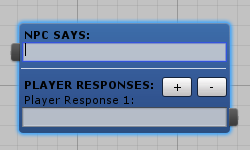 NPC SAYS:
PLAYER RESPONSES: + -
Player Response 1: